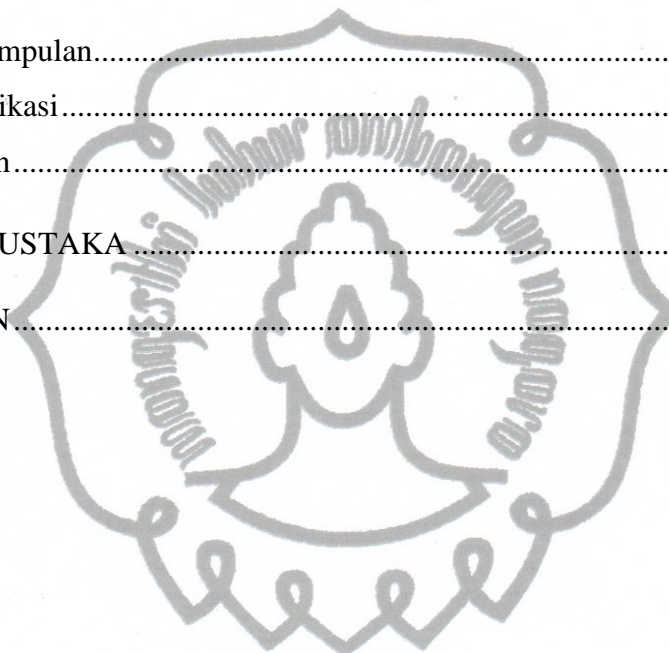 mpulan..........................................................................................................
ikasi...............................................................................................................
n.......................................................................................................................
USTAKA ....................................................................................................
N.......................................................................................................................